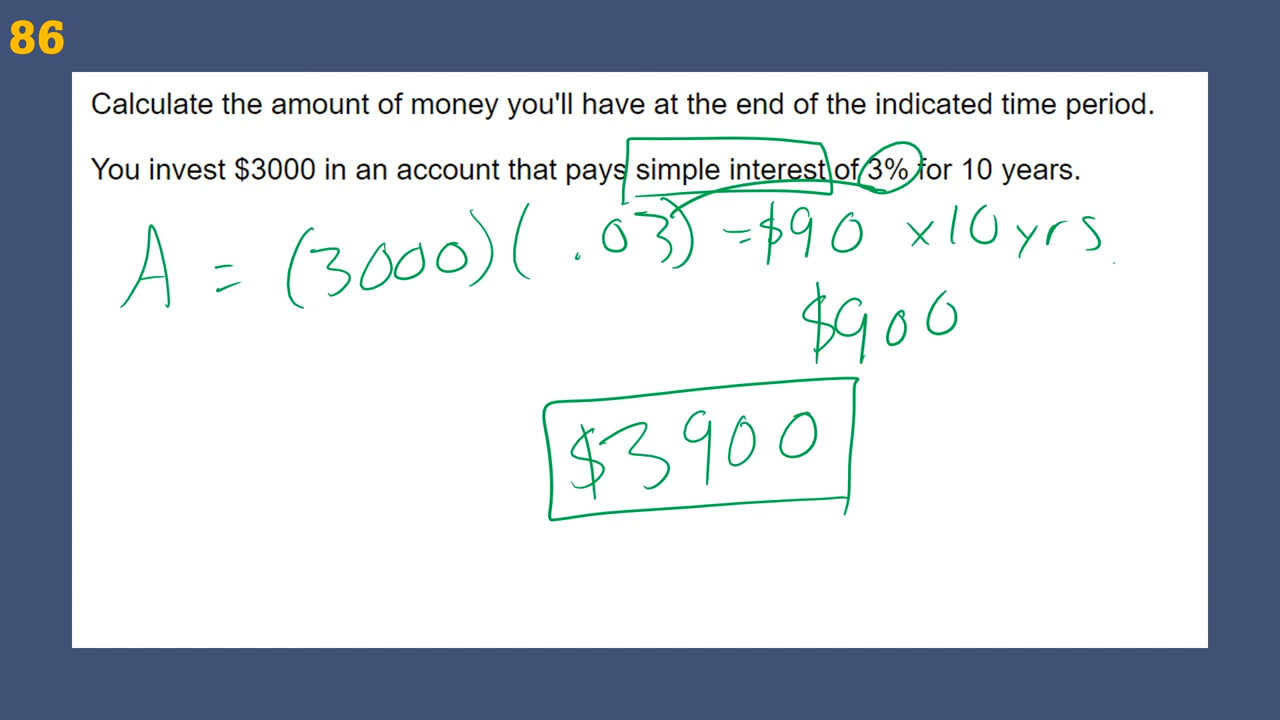 86
Calculate the amount of money you'll have at the end of the indicated time period.
You invest $3000 in an account that pays simple interest of 3% for 10 years.
A = (3000)(.03) = $90 x10 yrs.
$900
$3900